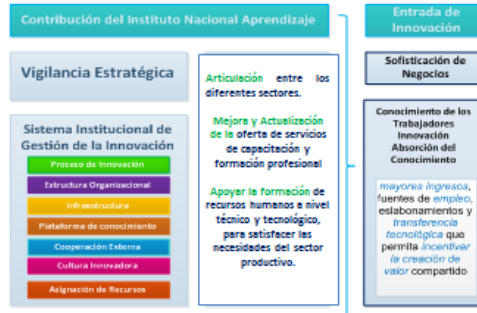 Contribución del Instituto Nacional Aprendizaje
Vigilancia Estratégica
Sistema Institucional de
Gestión de la Innovación
Proceso de Innovación
Estructura Organizacional
Infraestructura
Plataforma de conocimiento
Cooperación Externa
Cultura Innovadora
Asignación de Recursos
Articulación entre los
diferentes sectores.
Mejora y Actualización
de la oferta de servicios
de capacitación y
formación profesional
Apoyar la formación de
recursos humanos a nivel
técnico y tecnológico,
para satisfacer las
necesidades del sector
productivo.
Entrada de
Innovación
Sofisticación de
Negocios
Conocimiento de los
Trabajadores
Innovación
Absorción del
Conocimiento
mayores ingresos,
fuentes de empleo,
eslabonamientos y
transferencia
tecnológica que
permita incentivar
la creación de
valor compartido